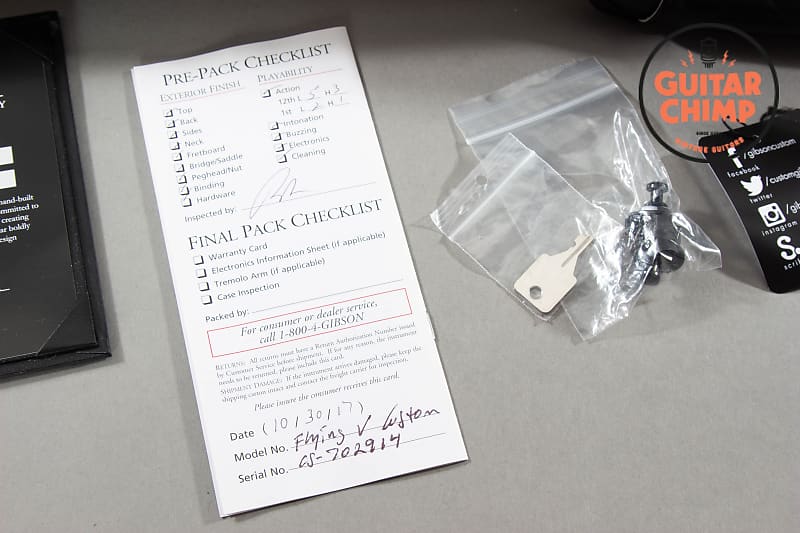 Y
hand-built
committed to
creating
ar boldly
design
PRE-PACK CHECKLIST
EXTERIOR FINISH
Top
Back
Sides
Neck
Fretboard
Bridge/Saddle
Peghead/Nut
Binding
Hardware
Inspected by:
PLAYABILITY
Action
12th L 5 H 3
1st L 2 H 1
Intonation
Buzzing
Electronics
Cleaning
FINAL PACK CHECKLIST
Warranty Card
Electronics Information Sheet (if applicable)
Tremolo Arm (if applicable)
Case Inspection
Packed by:
For consumer or dealer service,
call 1-800-4-GIBSON
RETURNS: All returns must have a Return Authorization Number issued
by Customer Service before shipment. If for any reason, the instrument
needs to be returned, please include this card.
SHIPMENT DAMAGE: If the instrument arrives damaged, please keep the
shipping carton intact and contact the freight carrier for inspection.
Please insure the consumer receives this card.
Date (10/30/17)
Model No. Flying V Custom
Serial No. CS-702914
GUITAR
CHIMP
VINTAGE GUITARS
/gibsoncustom
facebook
/customgi
twitter
/gib
instagram
S
scri